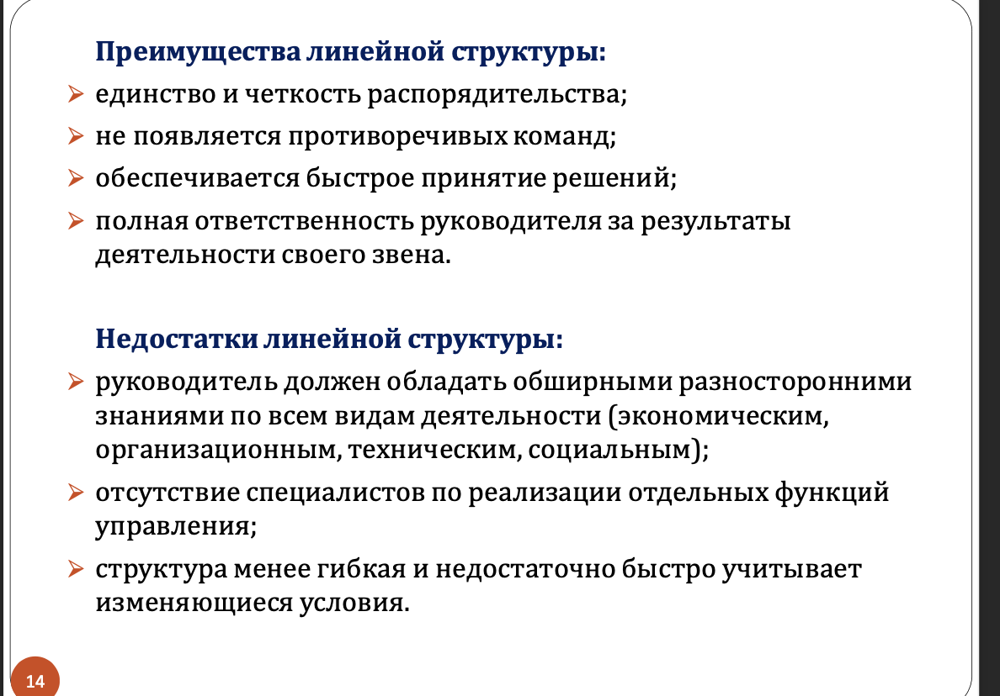 Преимущества линейной структуры:
единство и четкость распорядительства;
не появляется противоречивых команд;
обеспечивается быстрое принятие решений;
полная ответственность руководителя за результаты
деятельности своего звена.
Недостатки линейной структуры:
руководитель должен обладать обширными разносторонними
знаниями по всем видам деятельности (экономическим,
организационным, техническим, социальным);
отсутствие специалистов по реализации отдельных функций
управления;
структура менее гибкая и недостаточно быстро учитывает
изменяющиеся условия.
14